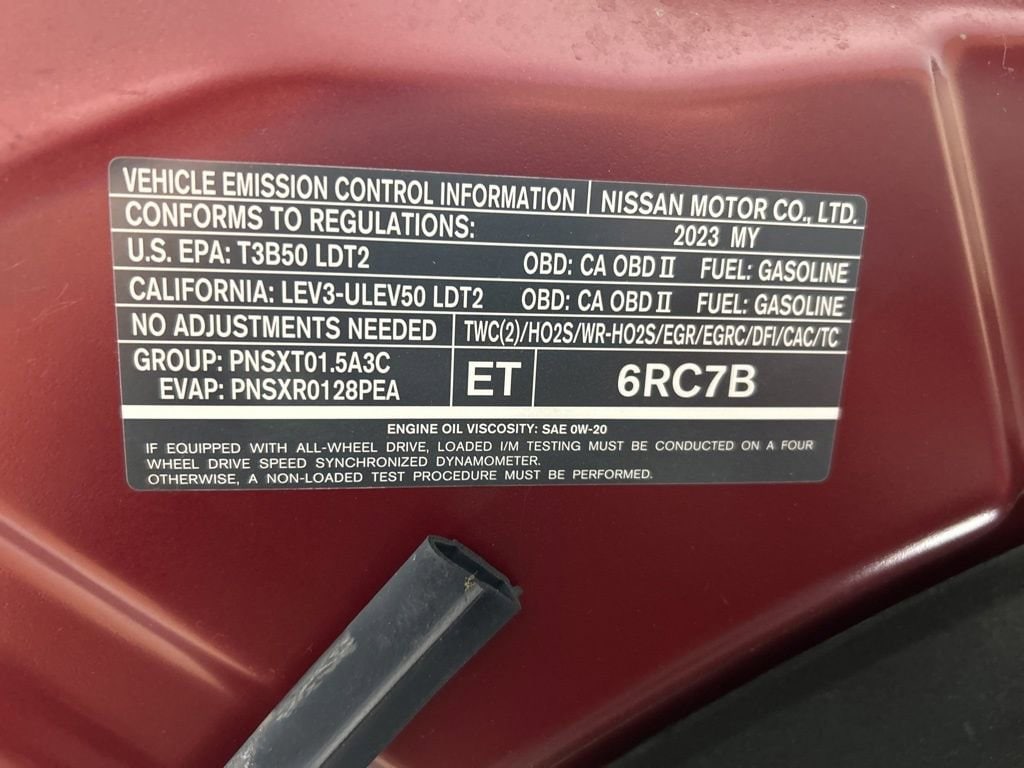 VEHICLE EMISSION CONTROL INFORMATION NISSAN MOTOR CO., LTD.
CONFORMS TO REGULATIONS: 2023 MY
U.S. EPA: T3B50 LDT2 OBD: CA OBD II FUEL: GASOLINE
CALIFORNIA: LEV3-ULEV50 LDT2 OBD: CA OBD II FUEL: GASOLINE
NO ADJUSTMENTS NEEDED TWC(2)/HO2S/WR-HO2S/EGR/EGRC/DFI/CAC/TC
GROUP: PNSXT01.5A3C
EVAP: PNSXR0128PEA
ET 6RC7B
ENGINE OIL VISCOSITY: SAE 0W-20
IF EQUIPPED WITH ALL-WHEEL DRIVE, LOADED I/M TESTING MUST BE CONDUCTED ON A FOUR
WHEEL DRIVE SPEED SYNCHRONIZED DYNAMOMETER.
OTHERWISE, A NON-LOADED TEST PROCEDURE MUST BE PERFORMED.